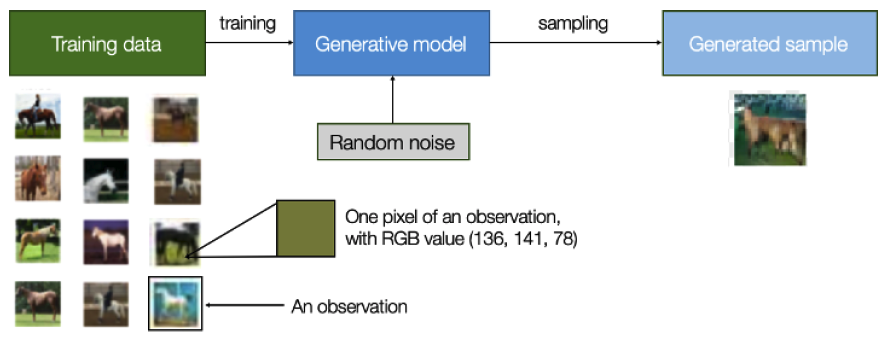 Training data
training
Generative model
sampling
Generated sample
Random noise
One pixel of an observation,
with RGB value (136, 141, 78)
An observation